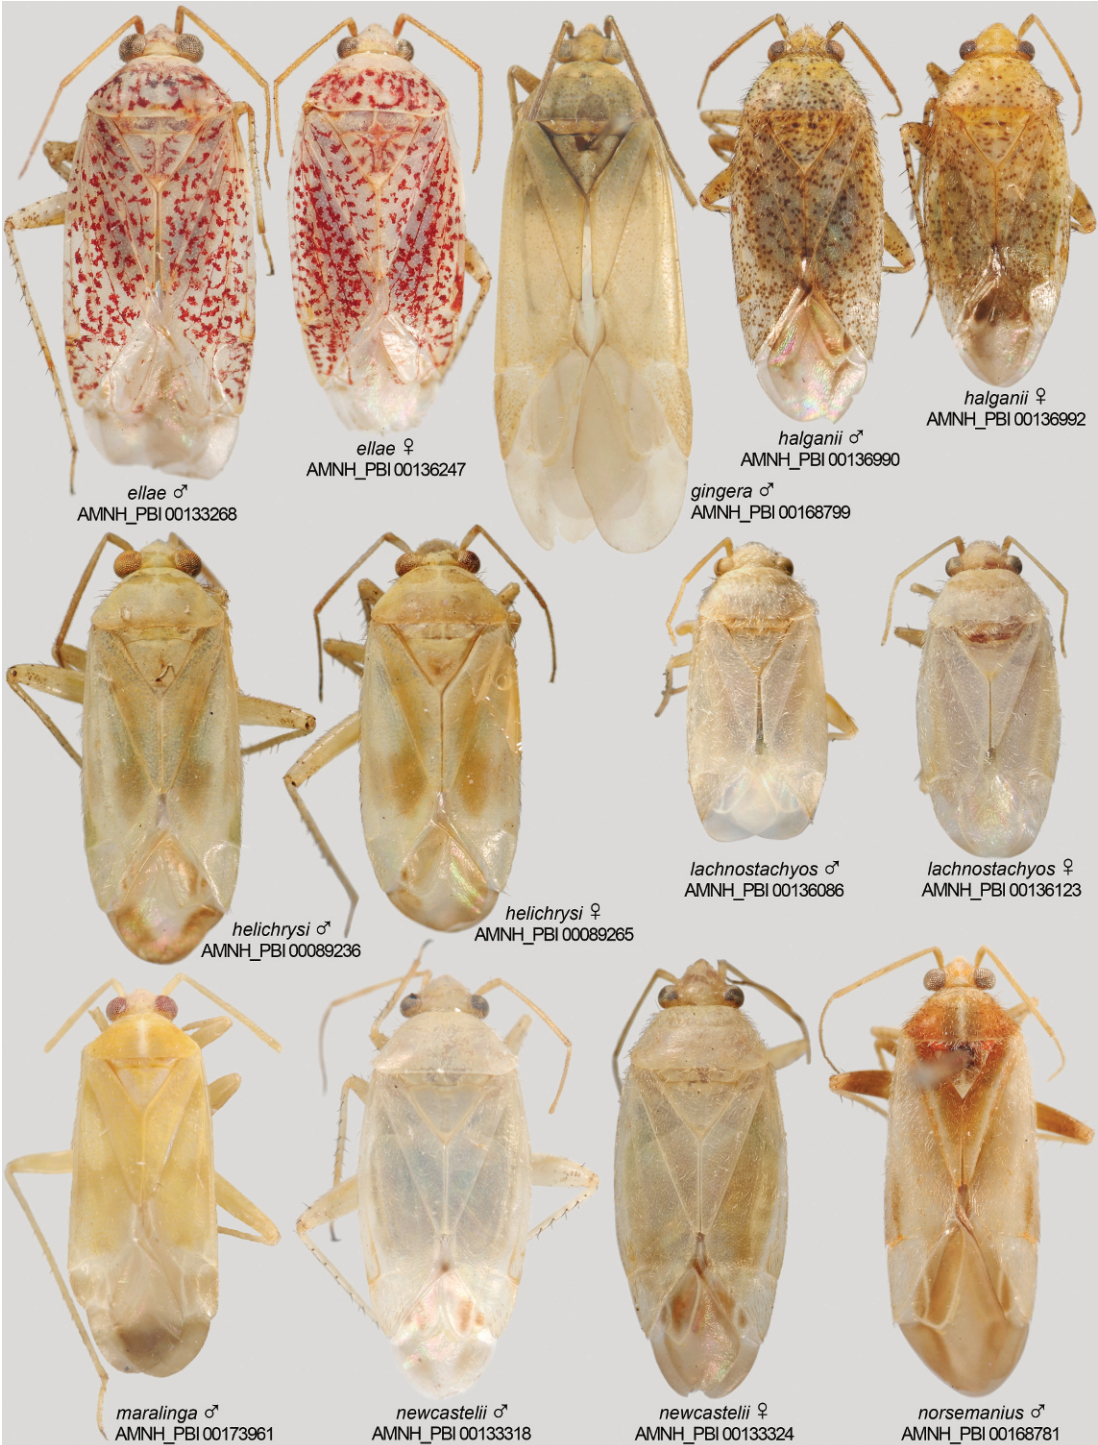 ellae ♂
AMNH_PBI 00133268
ellae ♀
AMNH_PBI 00136247
gingera ♂
AMNH_PBI 00168799
halganii ♂
AMNH_PBI 00136990
halganii ♀
AMNH_PBI 00136992
helichrysi ♂
AMNH_PBI 00089236
helichrysi ♀
AMNH_PBI 00089265
lachnostachyos ♂
AMNH_PBI 00136086
lachnostachyos ♀
AMNH_PBI 00136123
maralinga ♂
AMNH_PBI 00173961
newcastelii ♂
AMNH_PBI 00133318
newcastelii ♀
AMNH_PBI 00133324
norsemanius ♂
AMNH_PBI 00168781